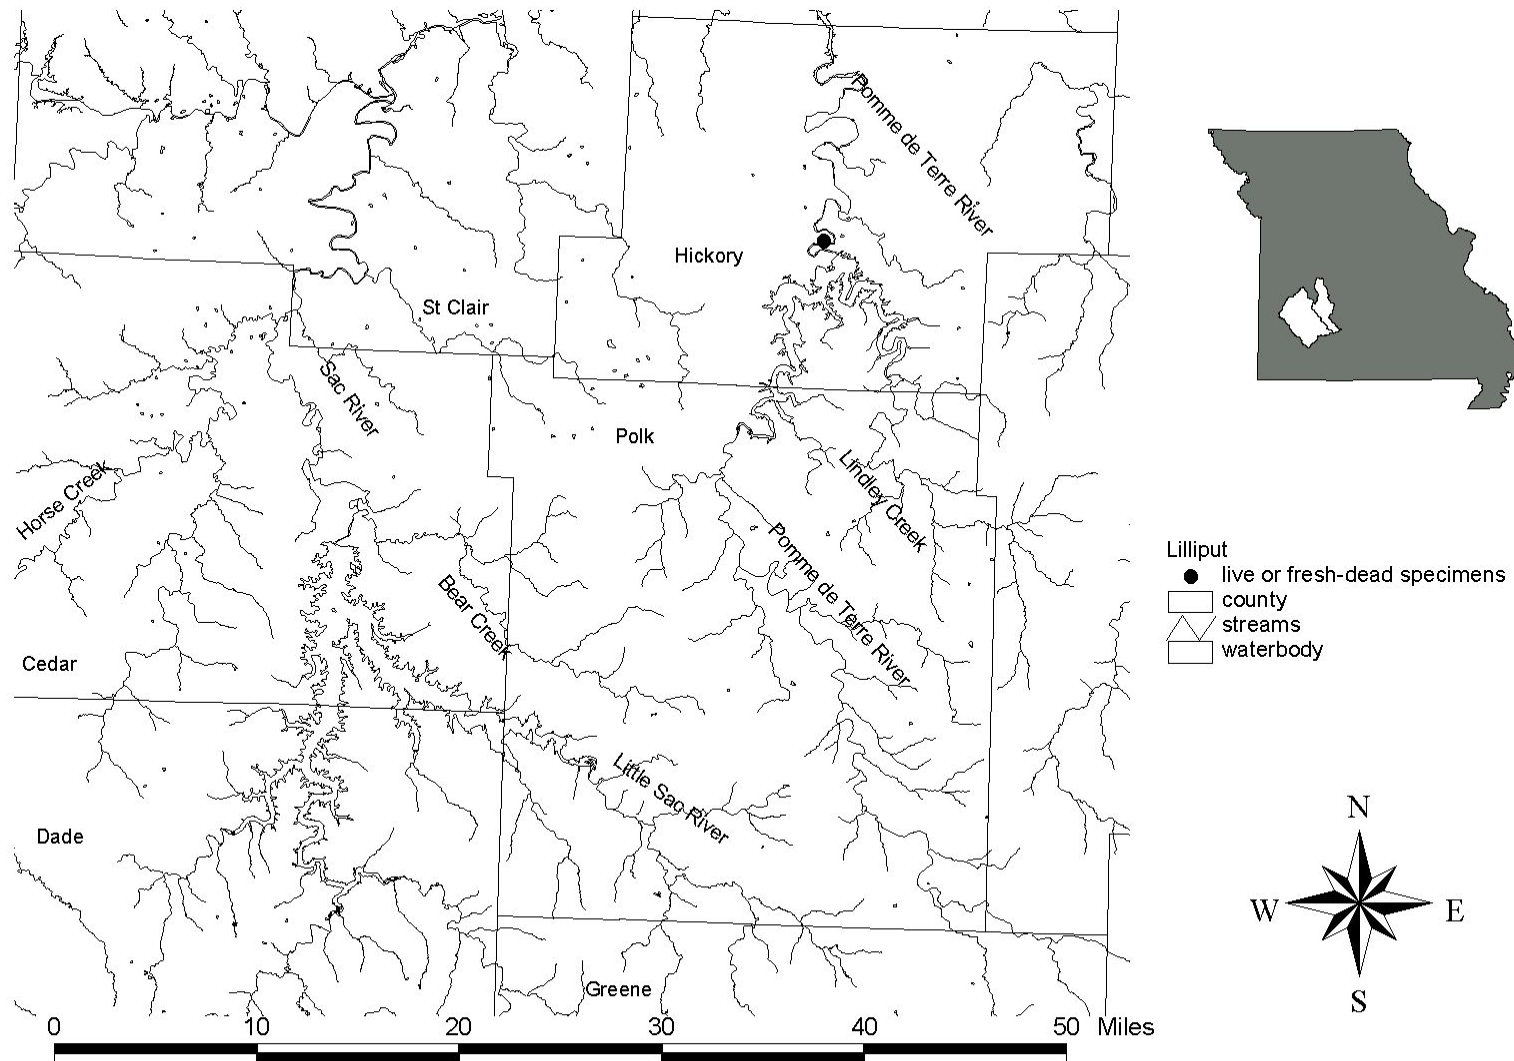 Pomme de Terre River
Hickory
St Clair
Sac River
Polk
Lindley Creek
Horse Creek
Pomme de Terre River
Bear Creek
Cedar
Little Sac River
Dade
Greene
0 10 20 30 40 50 Miles
Lilliput
live or fresh-dead specimens
county
streams
waterbody
N
W E
S